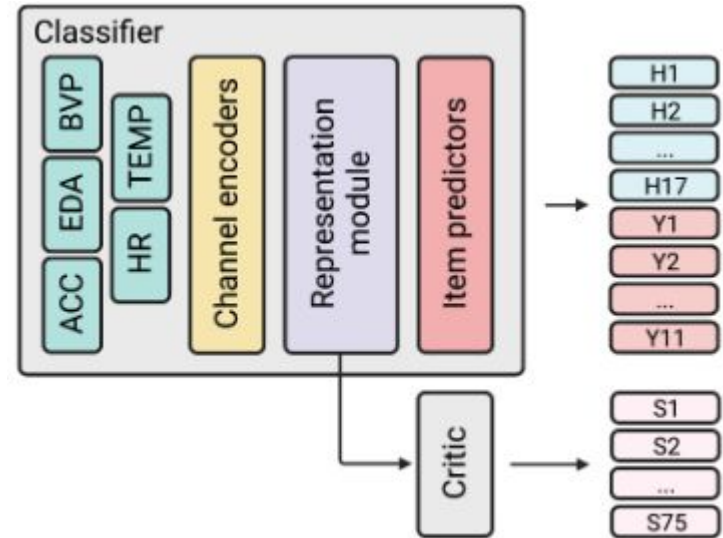 Classifier
BVP
EDA
ACC
TEMP
HR
Channel encoders
Representation
module
Item predictors
H1
H2
...
H17
Y1
Y2
...
Y11
Critic
S1
S2
...
S75